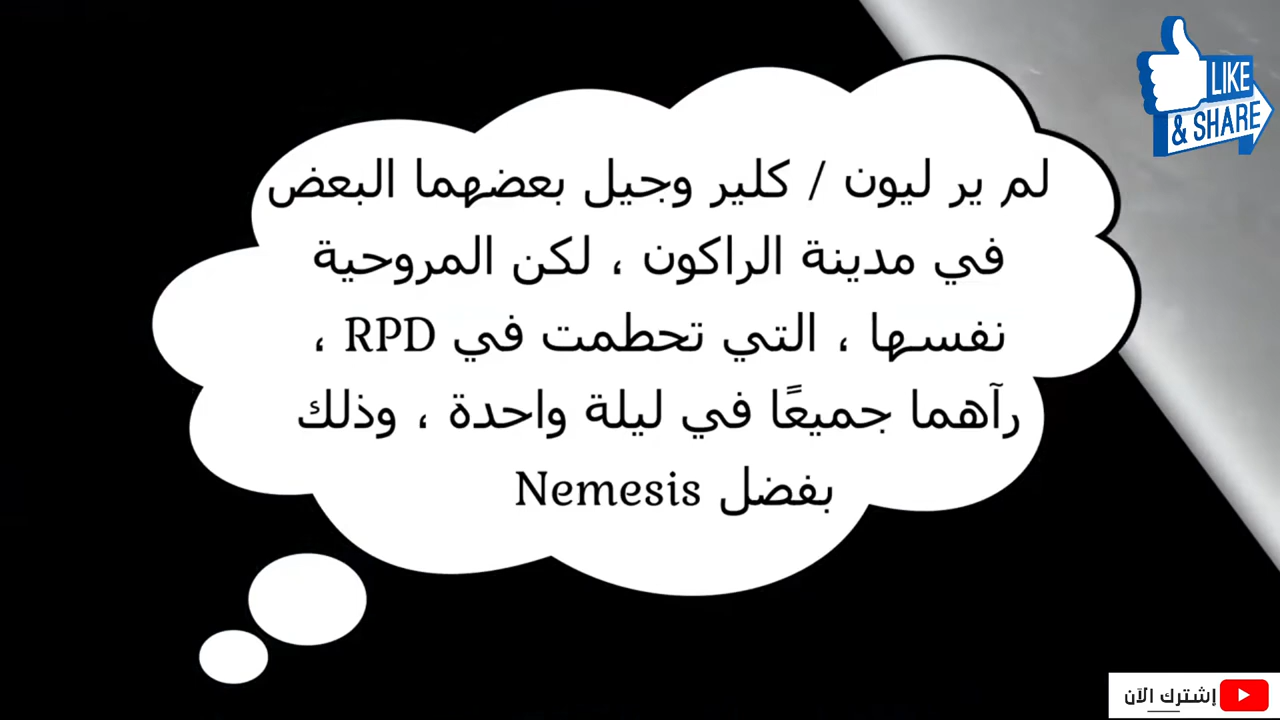 LIKE
& SHARE
لم ير ليون / كلير وجيل بعضهما البعض
في مدينة الراكون ، لكن المروحية
نفسها ، التي تحطمت في RPD ،
رآهما جميعًا في ليلة واحدة ، وذلك
بفضل Nemesis
إشترك الآن